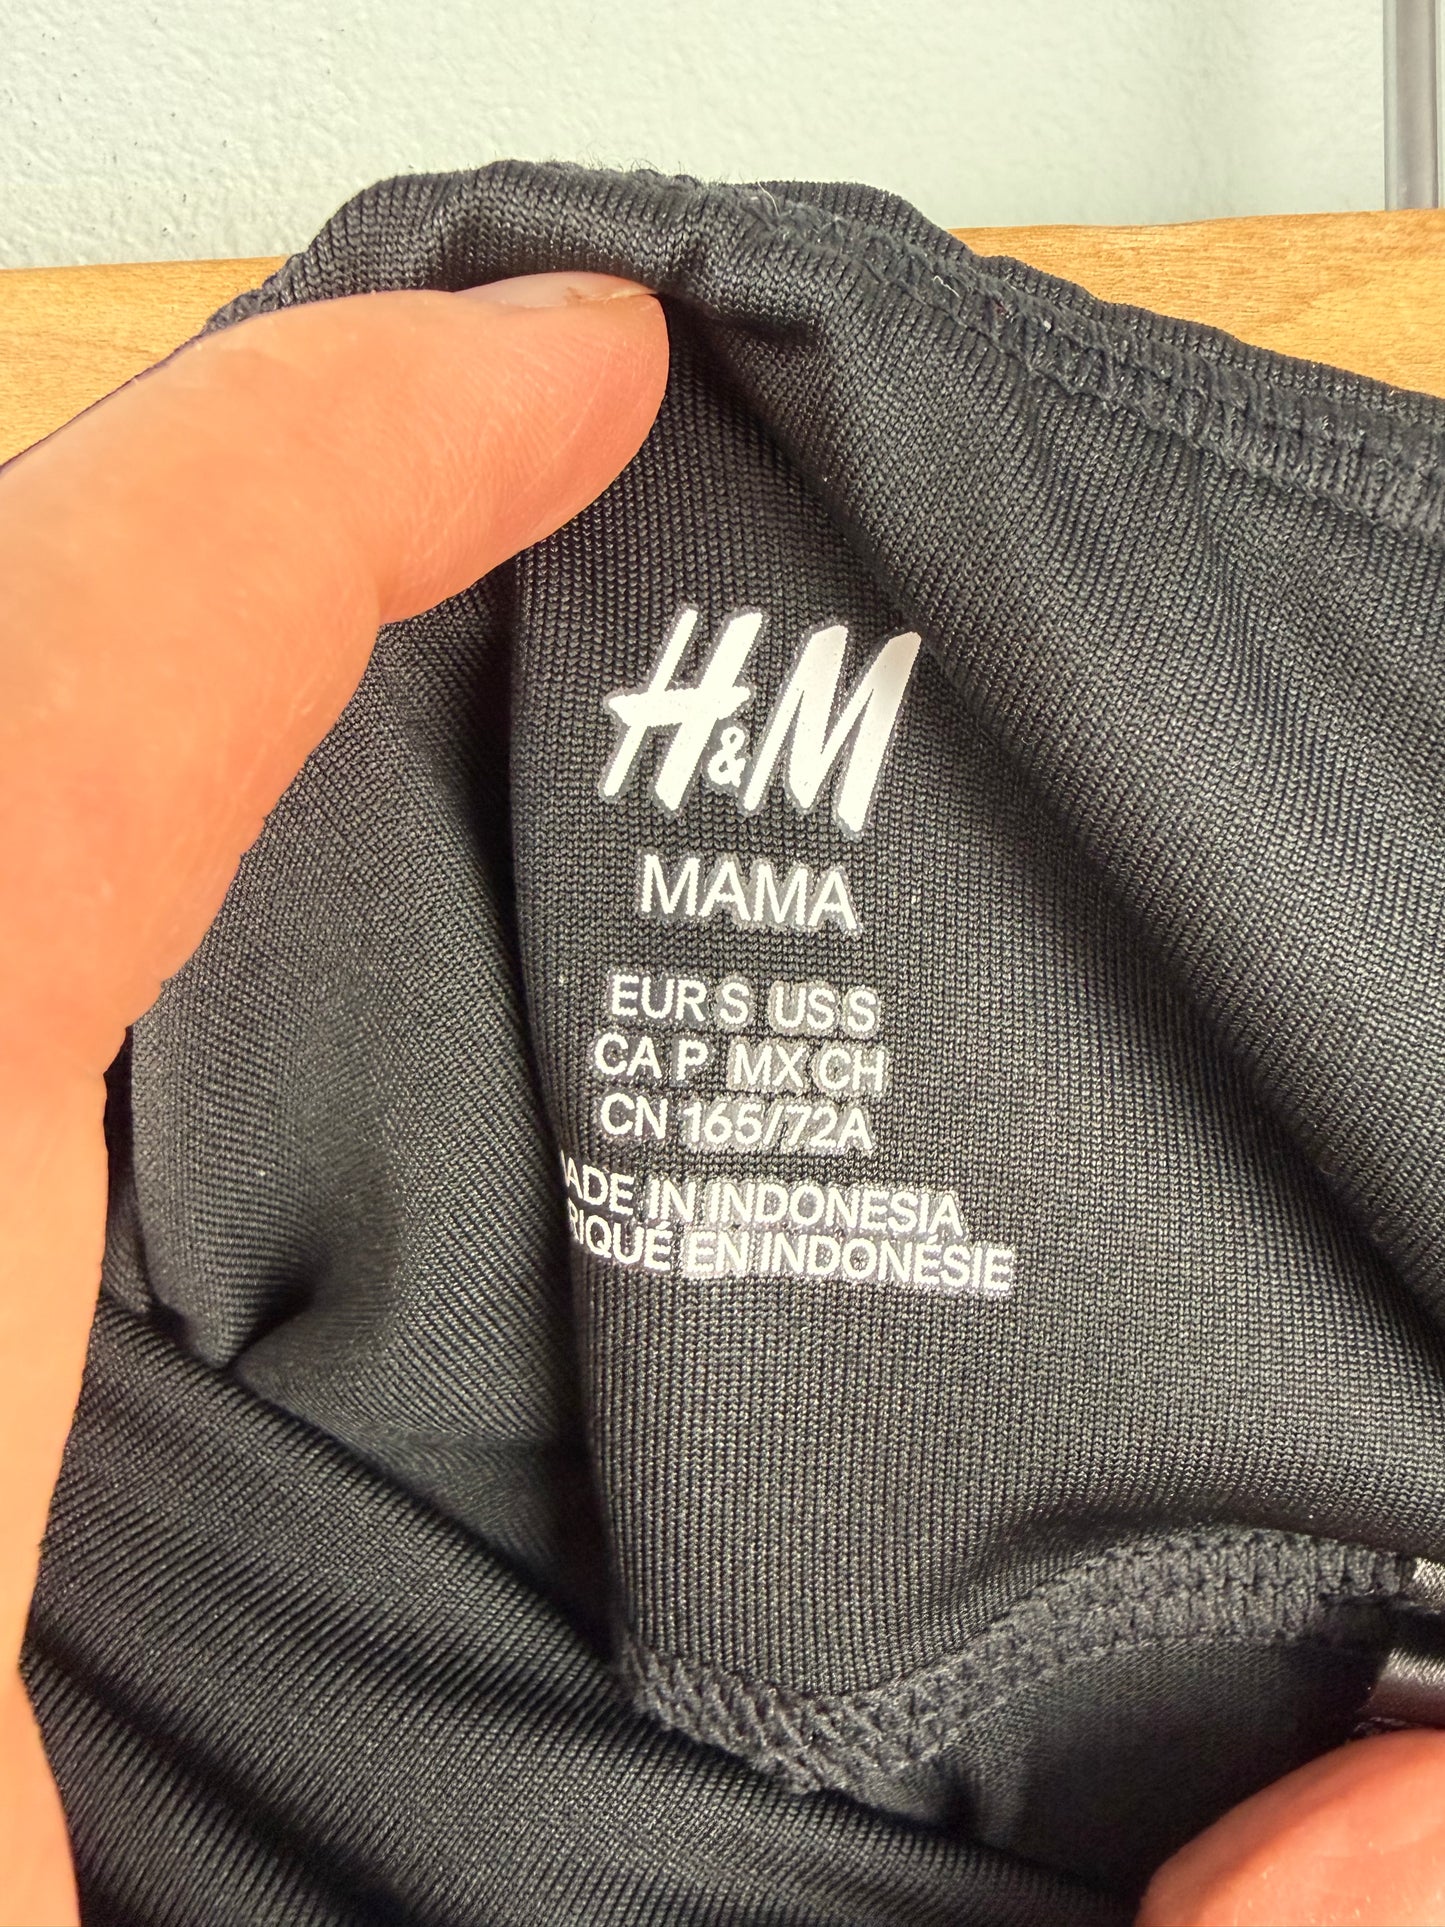 H&M
MAMA
EUR S US S
CA P MX CH
CN 165/72A
ADE IN INDONESIA
RIQUÉ EN INDONÉSIE